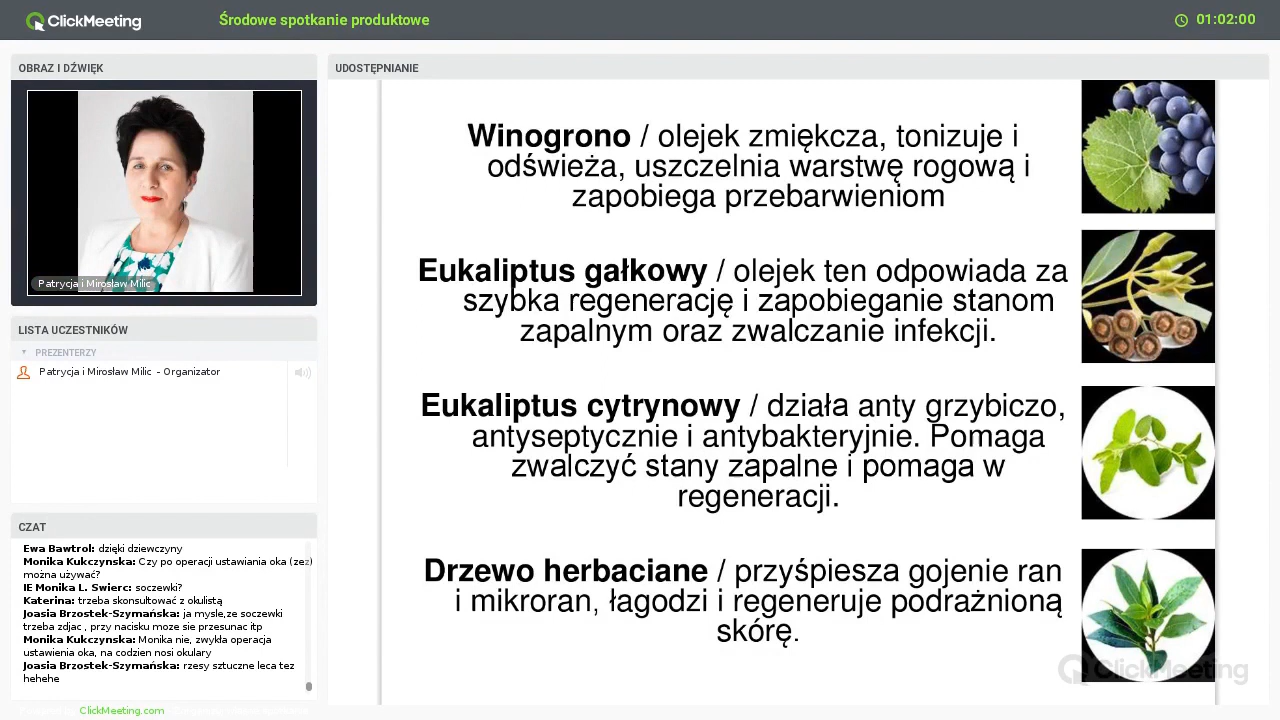 ClickMeeting
Środowe spotkanie produktowe
01:02:00
OBRAZ I DŹWIĘK
Patrycja i Mirosław Milic
LISTA UCZESTNIKÓW
PREZENTERZY
Patrycja i Mirosław Milic - Organizator
CZAT
Ewa Bawtrol: dzięki dziewczyny
Monika Kukczynska: Czy po operacji ustawiania oka (zez)
można używać?
IE Monika L. Swierc: soczewki?
Katerina: trzeba skonsultować z okulistą
Joasia Brzostek-Szymańska: ja mysle,ze soczewki
trzeba zdjac , przy nacisku moze sie przesunac itp
Monika Kukczynska: Monika nie, zwykła operacja
ustawienia oka, na codzien nosi okulary
Joasia Brzostek-Szymańska: rzesy sztuczne leca tez
hehehe
ClickMeeting.com
UDOSTĘPNIANIE
Winogrono / olejek zmiękcza, tonizuje i
odświeża, uszczelnia warstwę rogową i
zapobiega przebarwieniom
Eukaliptus gałkowy / olejek ten odpowiada za
szybka regenerację i zapobieganie stanom
zapalnym oraz zwalczanie infekcji.
Eukaliptus cytrynowy / działa anty grzybiczo,
antyseptycznie i antybakteryjnie. Pomaga
zwalczyć stany zapalne i pomaga w
regeneracji.
Drzewo herbaciane / przyśpiesza gojenie ran
i mikroran, łagodzi i regeneruje podrażnioną
skórę.
ClickMeeting